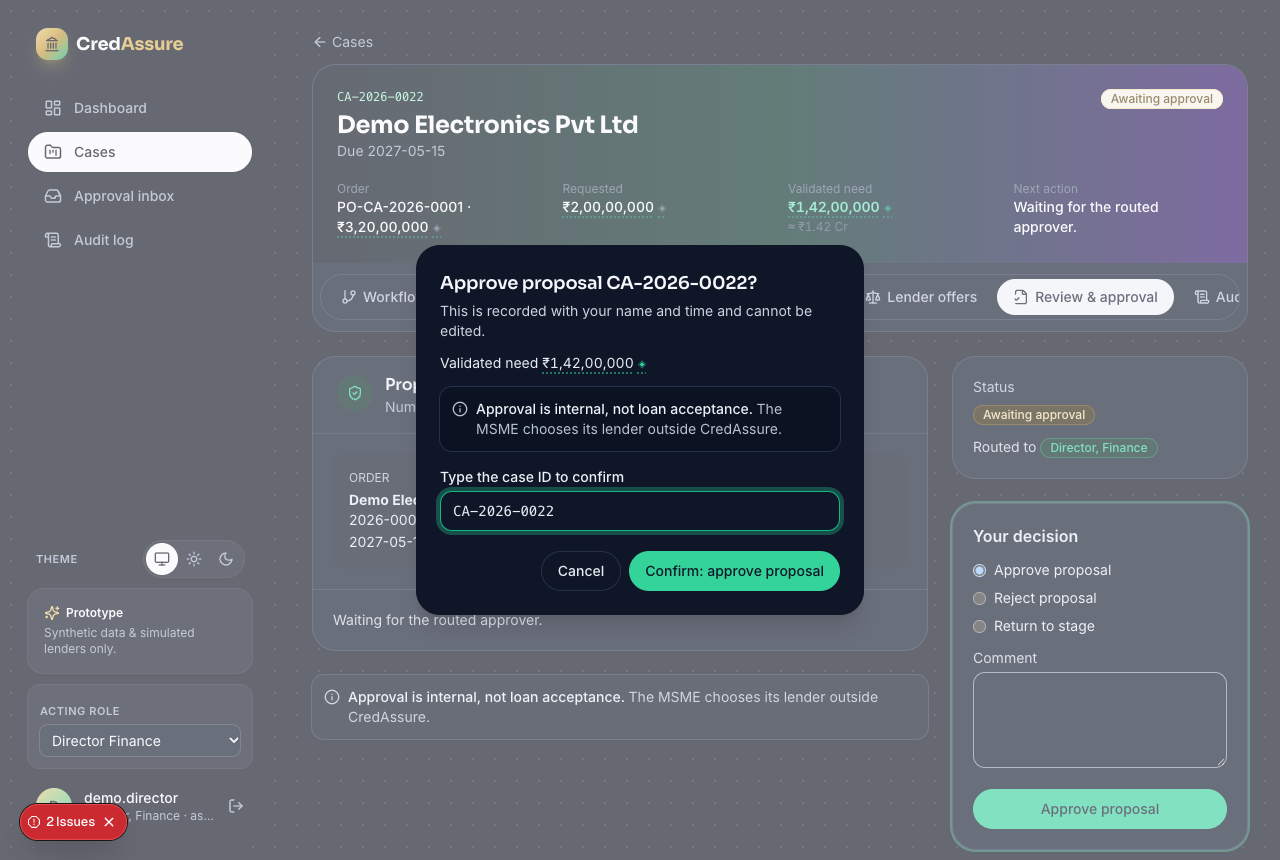 CredAssure
Dashboard
Cases
Approval inbox
Audit log
THEME
Prototype
Synthetic data & simulated
lenders only.
ACTING ROLE
Director Finance
demo.director
, Finance · as...
2 Issues
← Cases
CA-2026-0022
Awaiting approval
Demo Electronics Pvt Ltd
Due 2027-05-15
Order
PO-CA-2026-0001 ·
₹3,20,00,000
Requested
₹2,00,00,000
Validated need
₹1,42,00,000
≈ ₹1.42 Cr
Next action
Waiting for the routed
approver.
Workflo
Lender offers
Review & approval
Aud
Prop
Num
ORDER
Demo Elec
2026-000
2027-05-1
Waiting for the routed approver.
Approval is internal, not loan acceptance. The MSME chooses its lender outside
CredAssure.
Approve proposal CA-2026-0022?
This is recorded with your name and time and cannot be
edited.
Validated need ₹1,42,00,000
Approval is internal, not loan acceptance. The
MSME chooses its lender outside CredAssure.
Type the case ID to confirm
CA-2026-0022
Cancel
Confirm: approve proposal
Status
Awaiting approval
Routed to Director, Finance
Your decision
Approve proposal
Reject proposal
Return to stage
Comment
Approve proposal